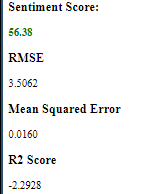 Sentiment Score:
56.38
RMSE
3.5062
Mean Squared Error
0.0160
R2 Score
-2.2928